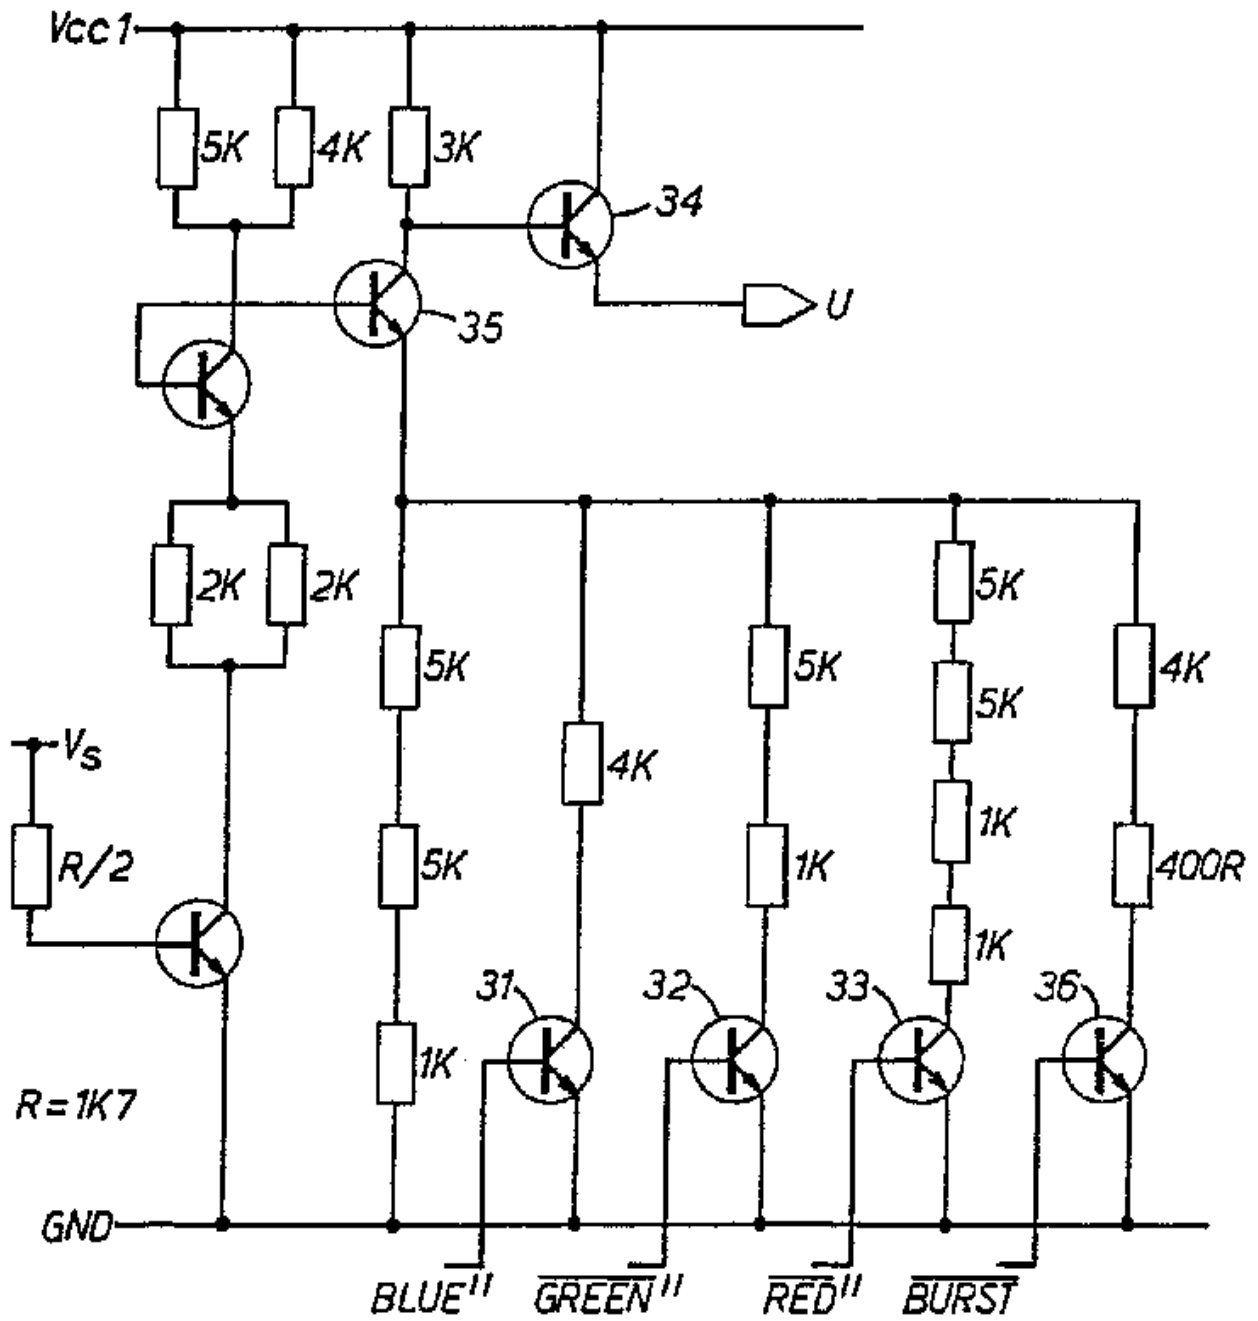 Vcc1
5K
4K
3K
34
U
35
2K
2K
5K
5K
5K
4K
Vs
4K
5K
R/2
5K
1K
1K
400R
1K
31
32
33
36
1K
R=1K7
GND
BLUE" GREEN" RED" BURST